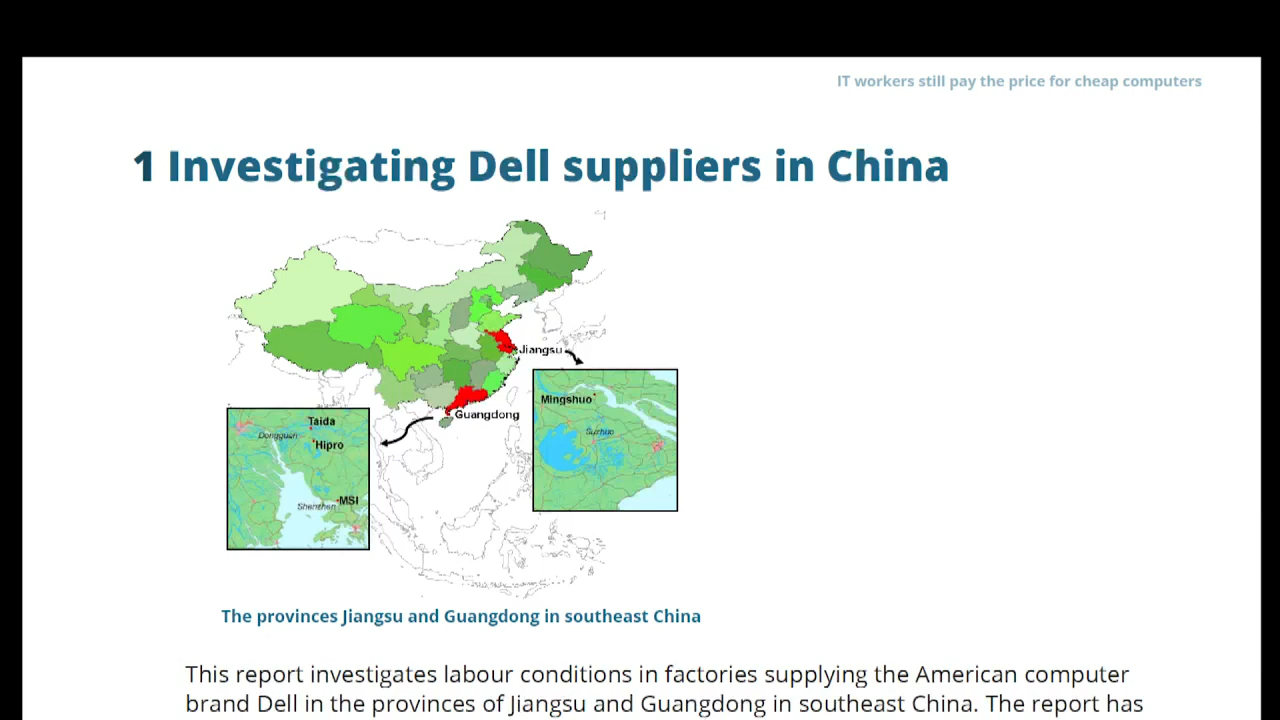 IT workers still pay the price for cheap computers
1 Investigating Dell suppliers in China
Jiangsu
Mingshuo
Suzhuo
Guangdong
Taida
Dongguan
Hipro
MSI
Shenzhen
The provinces Jiangsu and Guangdong in southeast China
This report investigates labour conditions in factories supplying the American computer
brand Dell in the provinces of Jiangsu and Guangdong in southeast China. The report has